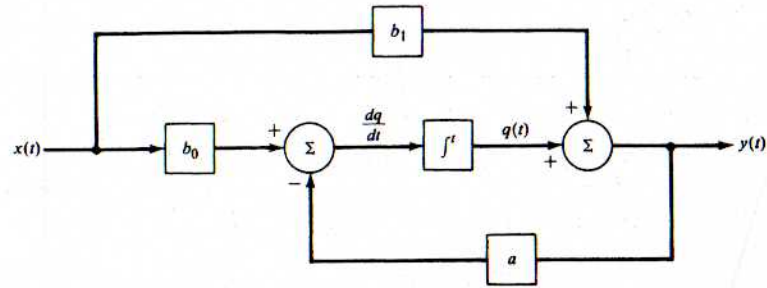 b₁
x(t)
b₀
+
Σ
−
dq
dt
∫ᵗ
q(t)
+
+
Σ
y(t)
a